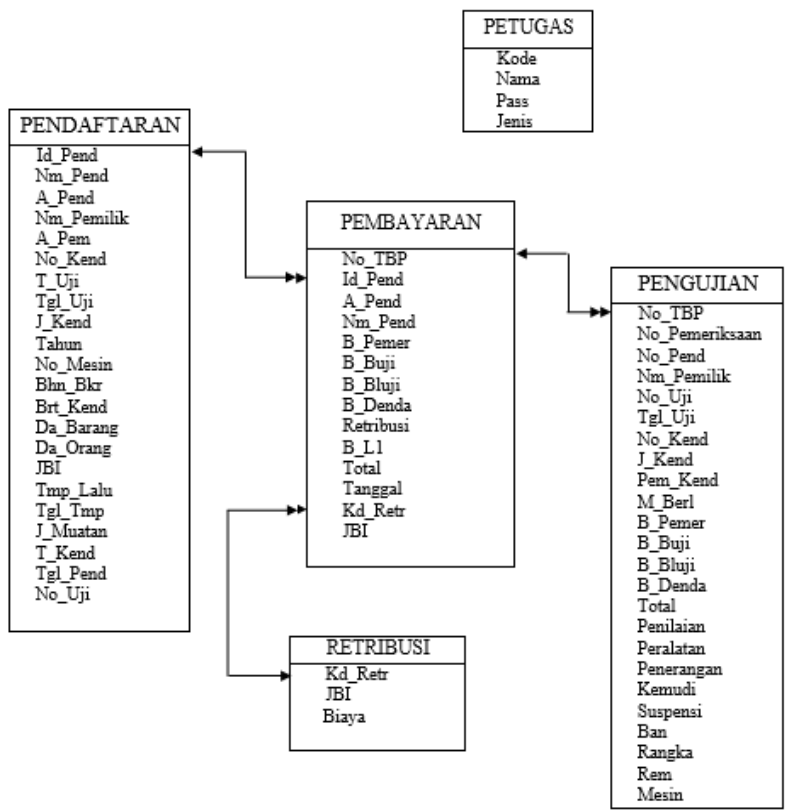 PETUGAS
Kode
Nama
Pass
Jenis
PENDAFTARAN
Id_Pend
Nm_Pend
A_Pend
Nm_Pemilik
A_Pem
No_Kend
T_Uji
Tgl_Uji
J_Kend
Tahun
No_Mesin
Bhn_Bkr
Brt_Kend
Da_Barang
Da_Orang
JBI
Tmp_Lalu
Tgl_Tmp
J_Muatan
T_Kend
Tgl_Pend
No_Uji
PEMBAYARAN
No_TBP
Id_Pend
A_Pend
Nm_Pend
B_Pemer
B_Buji
B_Bluji
B_Denda
Retribusi
B_L1
Total
Tanggal
Kd_Retr
JBI
RETRIBUSI
Kd_Retr
JBI
Biaya
PENGUJIAN
No_TBP
No_Pemeriksaan
No_Pend
Nm_Pemilik
No_Uji
Tgl_Uji
No_Kend
J_Kend
Pem_Kend
M_Berl
B_Pemer
B_Buji
B_Bluji
B_Denda
Total
Penilaian
Peralatan
Penerangan
Kemudi
Suspensi
Ban
Rangka
Rem
Mesin